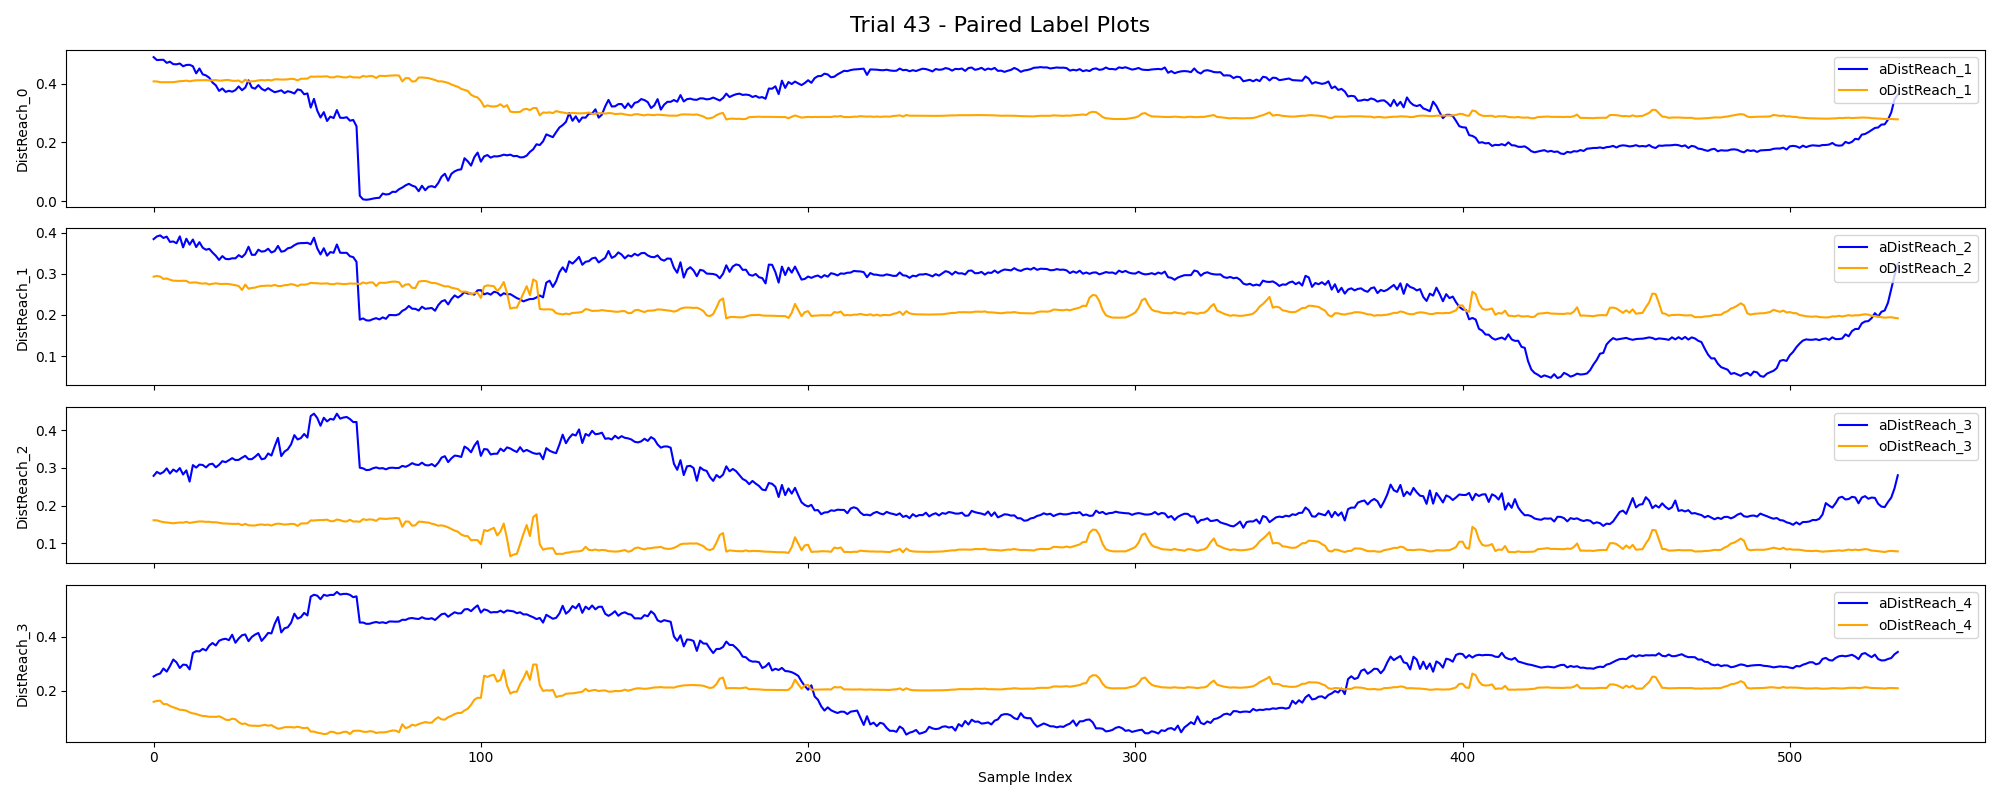 Trial 43 - Paired Label Plots
DistReach_0
0.4
0.2
0.0
aDistReach_1
oDistReach_1
DistReach_1
0.4
0.3
0.2
0.1
aDistReach_2
oDistReach_2
DistReach_2
0.4
0.3
0.2
0.1
aDistReach_3
oDistReach_3
DistReach_3
0.4
0.2
aDistReach_4
oDistReach_4
0 100 200 300 400 500
Sample Index